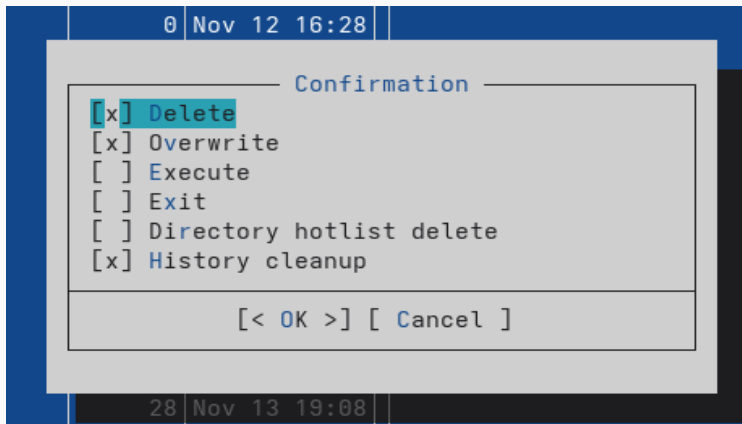 0 Nov 12 16:28
Confirmation
[x] Delete
[x] Overwrite
[ ] Execute
[ ] Exit
[ ] Directory hotlist delete
[x] History cleanup
[< OK >] [ Cancel ]
28 Nov 13 19:08